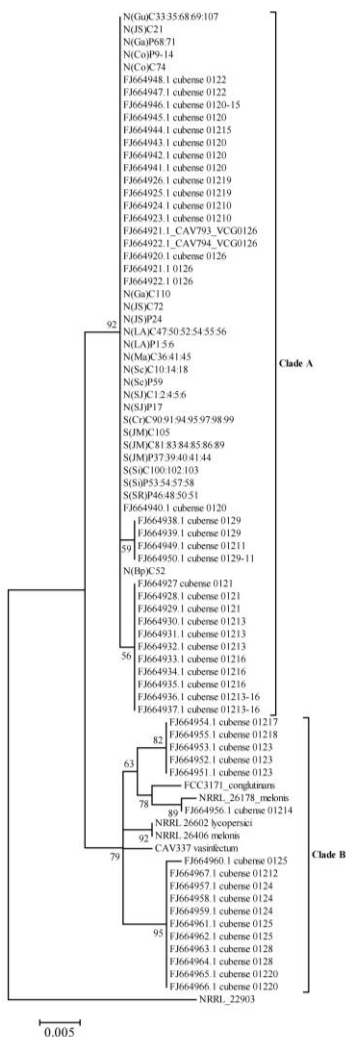 N(Gu)C33:35:68:69:107
N(JS)C21
N(Ga)P68:71
N(Co)P9-14
N(Co)C74
FJ664948.1 cubense 0122
FJ664947.1 cubense 0122
FJ664946.1 cubense 0120-15
FJ664945.1 cubense 0120
FJ664944.1 cubense 01215
FJ664943.1 cubense 0120
FJ664942.1 cubense 0120
FJ664941.1 cubense 0120
FJ664926.1 cubense 01219
FJ664925.1 cubense 01219
FJ664924.1 cubense 01210
FJ664923.1 cubense 01210
FJ664921.1_CAV793_VCG0126
FJ664922.1_CAV794_VCG0126
FJ664920.1 cubense 0126
FJ664921.1 0126
FJ664922.1 0126
N(Ga)C110
N(JS)C72
N(JS)P24
92
N(LA)C47:50:52:54:55:56
N(LA)P1:5:6
N(Ma)C36:41:45
Clade A
N(Sc)C10:14:18
N(Sc)P59
N(SJ)C1:2:4:5:6
N(SJ)P17
S(Cr)C90:91:94:95:97:98:99
S(JM)C105
S(JM)C81:83:84:85:86:89
S(JM)P37:39:40:41:44
S(Si)C100:102:103
S(Si)P53:54:57:58
S(SR)P46:48:50:51
FJ664940.1 cubense 0120
FJ664938.1 cubense 0129
FJ664939.1 cubense 0129
59
FJ664949.1 cubense 01211
FJ664950.1 cubense 0129-11
N(Bp)C52
FJ664927 cubense 0121
FJ664928.1 cubense 0121
FJ664929.1 cubense 0121
FJ664930.1 cubense 01213
FJ664931.1 cubense 01213
FJ664932.1 cubense 01213
56
FJ664933.1 cubense 01216
FJ664934.1 cubense 01216
FJ664935.1 cubense 01216
FJ664936.1 cubense 01213-16
FJ664937.1 cubense 01213-16
FJ664954.1 cubense 01217
FJ664955.1 cubense 01218
82
FJ664953.1 cubense 0123
FJ664952.1 cubense 0123
63
FJ664951.1 cubense 0123
FCC3171_conglutinans
78
NRRL_26178_melonis
89
FJ664956.1 cubense 01214
NRRL 26602 lycopersici
92
NRRL 26406 melonis
79
CAV337 vasinfectum
Clade B
FJ664960.1 cubense 0125
FJ664967.1 cubense 01212
FJ664957.1 cubense 0124
FJ664958.1 cubense 0124
FJ664959.1 cubense 0124
95
FJ664961.1 cubense 0125
FJ664962.1 cubense 0125
FJ664963.1 cubense 0128
FJ664964.1 cubense 0128
FJ664965.1 cubense 01220
FJ664966.1 cubense 01220
NRRL_22903
0.005